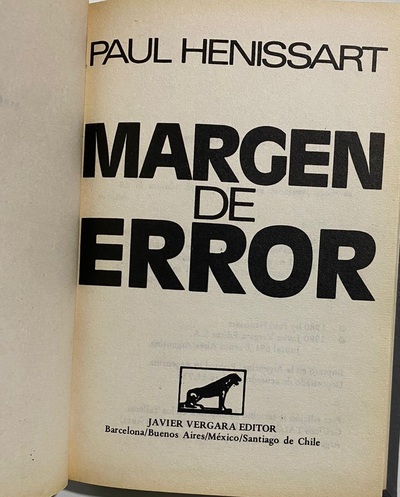 PAUL HENISSART
MARGEN
DE
ERROR
JAVIER VERGARA EDITOR
Barcelona/Buenos Aires/México/Santiago de Chile